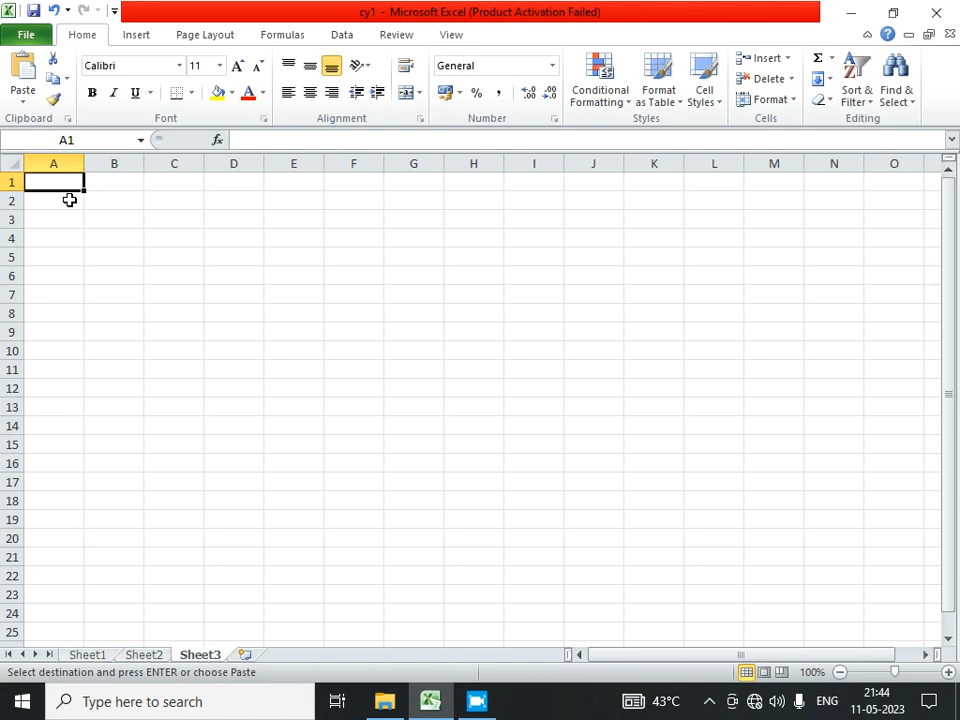 cy1 - Microsoft Excel (Product Activation Failed)
File Home Insert Page Layout Formulas Data Review View
Paste
Calibri 11
B I U A
General
% ,
Conditional Formatting
Format as Table
Cell Styles
Insert
Delete
Format
Σ
Sort & Filter
Find & Select
Clipboard Font Alignment Number Styles Cells Editing
A1 fx
A B C D E F G H I J K L M N O
1
2
3
4
5
6
7
8
9
10
11
12
13
14
15
16
17
18
19
20
21
22
23
24
25
Sheet1 Sheet2 Sheet3
Select destination and press ENTER or choose Paste 100%
Type here to search 43°C ENG 21:44
11-05-2023